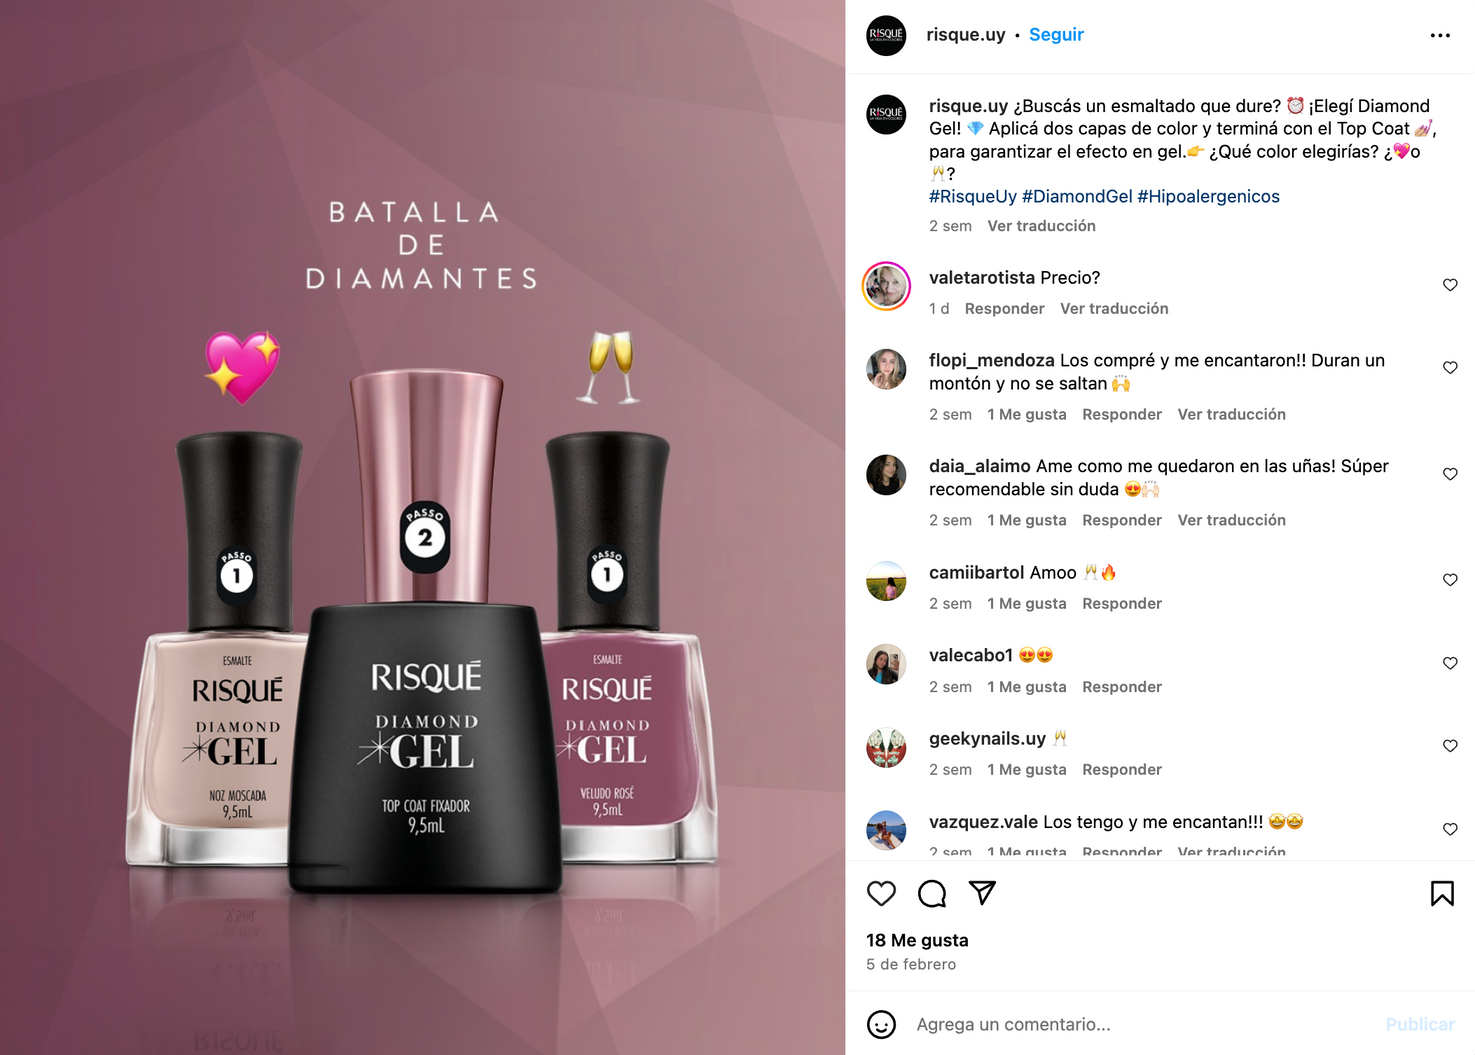 BATALLA
DE
DIAMANTES
PASSO
1
PASSO
2
PASSO
1
ESMALTE
RISQUÉ
DIAMOND
GEL
NOZ MOSCADA
9,5mL
RISQUÉ
DIAMOND
GEL
TOP COAT FIXADOR
9,5mL
ESMALTE
RISQUÉ
DIAMOND
GEL
VELUDO ROSÉ
9,5mL
RISQUÉ
risque.uy • Seguir
RISQUÉ
risque.uy ¿Buscás un esmaltado que dure? ⏰ ¡Elegí Diamond
Gel! 💎 Aplicá dos capas de color y terminá con el Top Coat 💅🏼,
para garantizar el efecto en gel.👉 ¿Qué color elegirías? ¿💖o
🥂?
#RisqueUy #DiamondGel #Hipoalergenicos
2 sem Ver traducción
valetarotista Precio?
1 d Responder Ver traducción
flopi_mendoza Los compré y me encantaron!! Duran un
montón y no se saltan 🙌
2 sem 1 Me gusta Responder Ver traducción
daia_alaimo Ame como me quedaron en las uñas! Súper
recomendable sin duda 😍🙌🏻
2 sem 1 Me gusta Responder Ver traducción
camiibartol Amoo 🥂🔥
2 sem 1 Me gusta Responder
valecabo1 😍😍
2 sem 1 Me gusta Responder
geekynails.uy 🥂
2 sem 1 Me gusta Responder
vazquez.vale Los tengo y me encantan!!! 🤩🤩
2 sem 1 Me gusta Responder Ver traducción
18 Me gusta
5 de febrero
Agrega un comentario...
Publicar